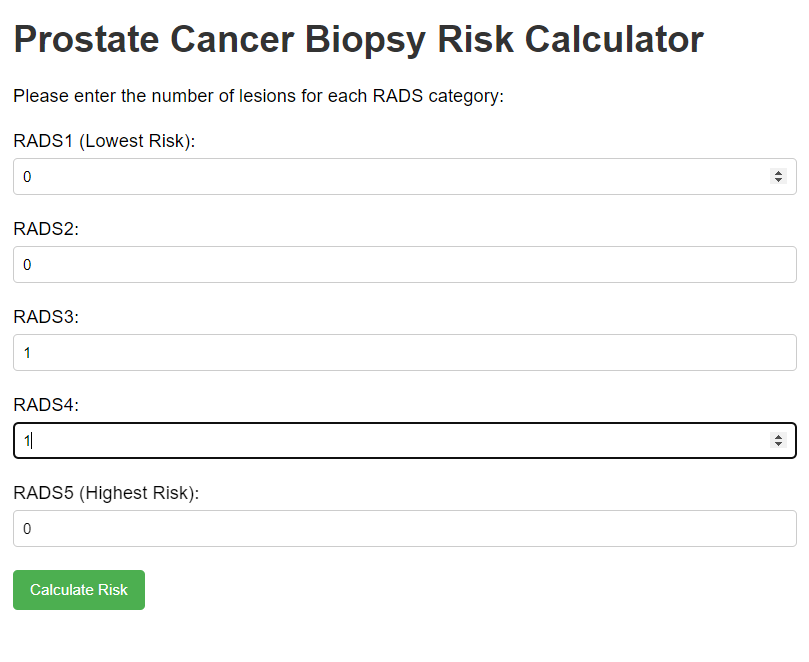 Prostate Cancer Biopsy Risk Calculator
Please enter the number of lesions for each RADS category:
RADS1 (Lowest Risk):
0
RADS2:
0
RADS3:
1
RADS4:
1
RADS5 (Highest Risk):
0
Calculate Risk